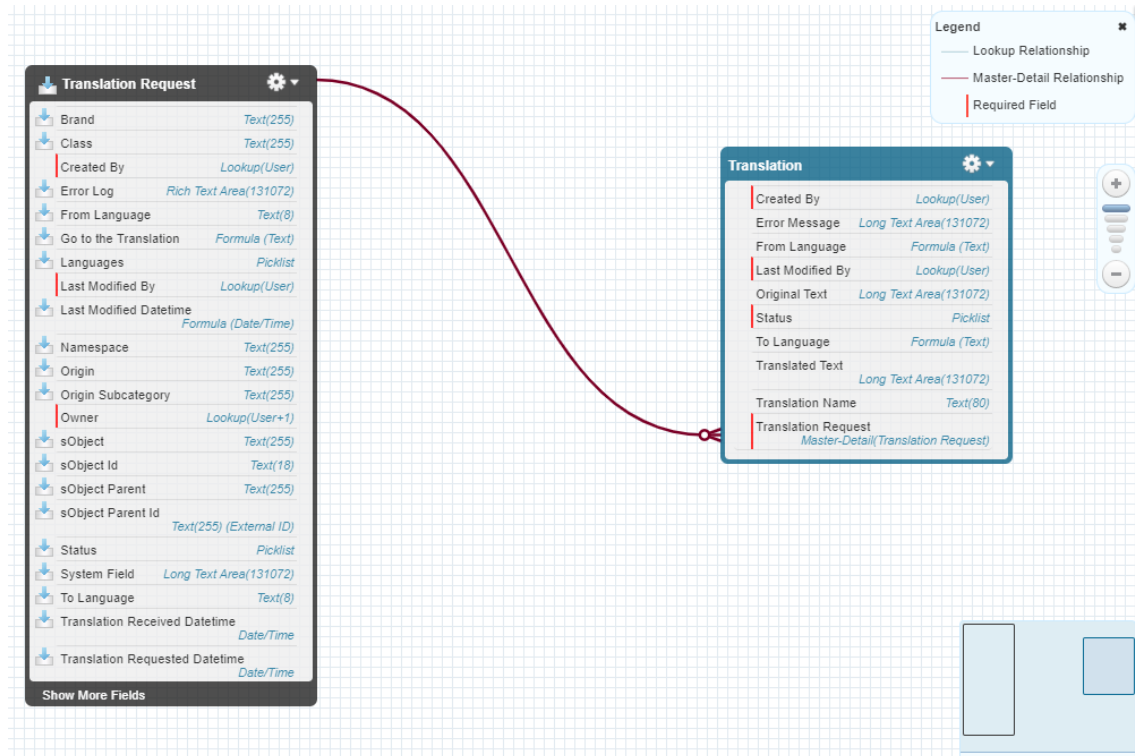 Legend
Lookup Relationship
Master-Detail Relationship
Required Field
Translation Request
Brand Text(255)
Class Text(255)
Created By Lookup(User)
Error Log Rich Text Area(131072)
From Language Text(8)
Go to the Translation Formula (Text)
Languages Picklist
Last Modified By Lookup(User)
Last Modified Datetime
Formula (Date/Time)
Namespace Text(255)
Origin Text(255)
Origin Subcategory Text(255)
Owner Lookup(User+1)
sObject Text(255)
sObject Id Text(18)
sObject Parent Text(255)
sObject Parent Id
Text(255) (External ID)
Status Picklist
System Field Long Text Area(131072)
To Language Text(8)
Translation Received Datetime
Date/Time
Translation Requested Datetime
Date/Time
Show More Fields
Translation
Created By Lookup(User)
Error Message Long Text Area(131072)
From Language Formula (Text)
Last Modified By Lookup(User)
Original Text Long Text Area(131072)
Status Picklist
To Language Formula (Text)
Translated Text
Long Text Area(131072)
Translation Name Text(80)
Translation Request
Master-Detail(Translation Request)